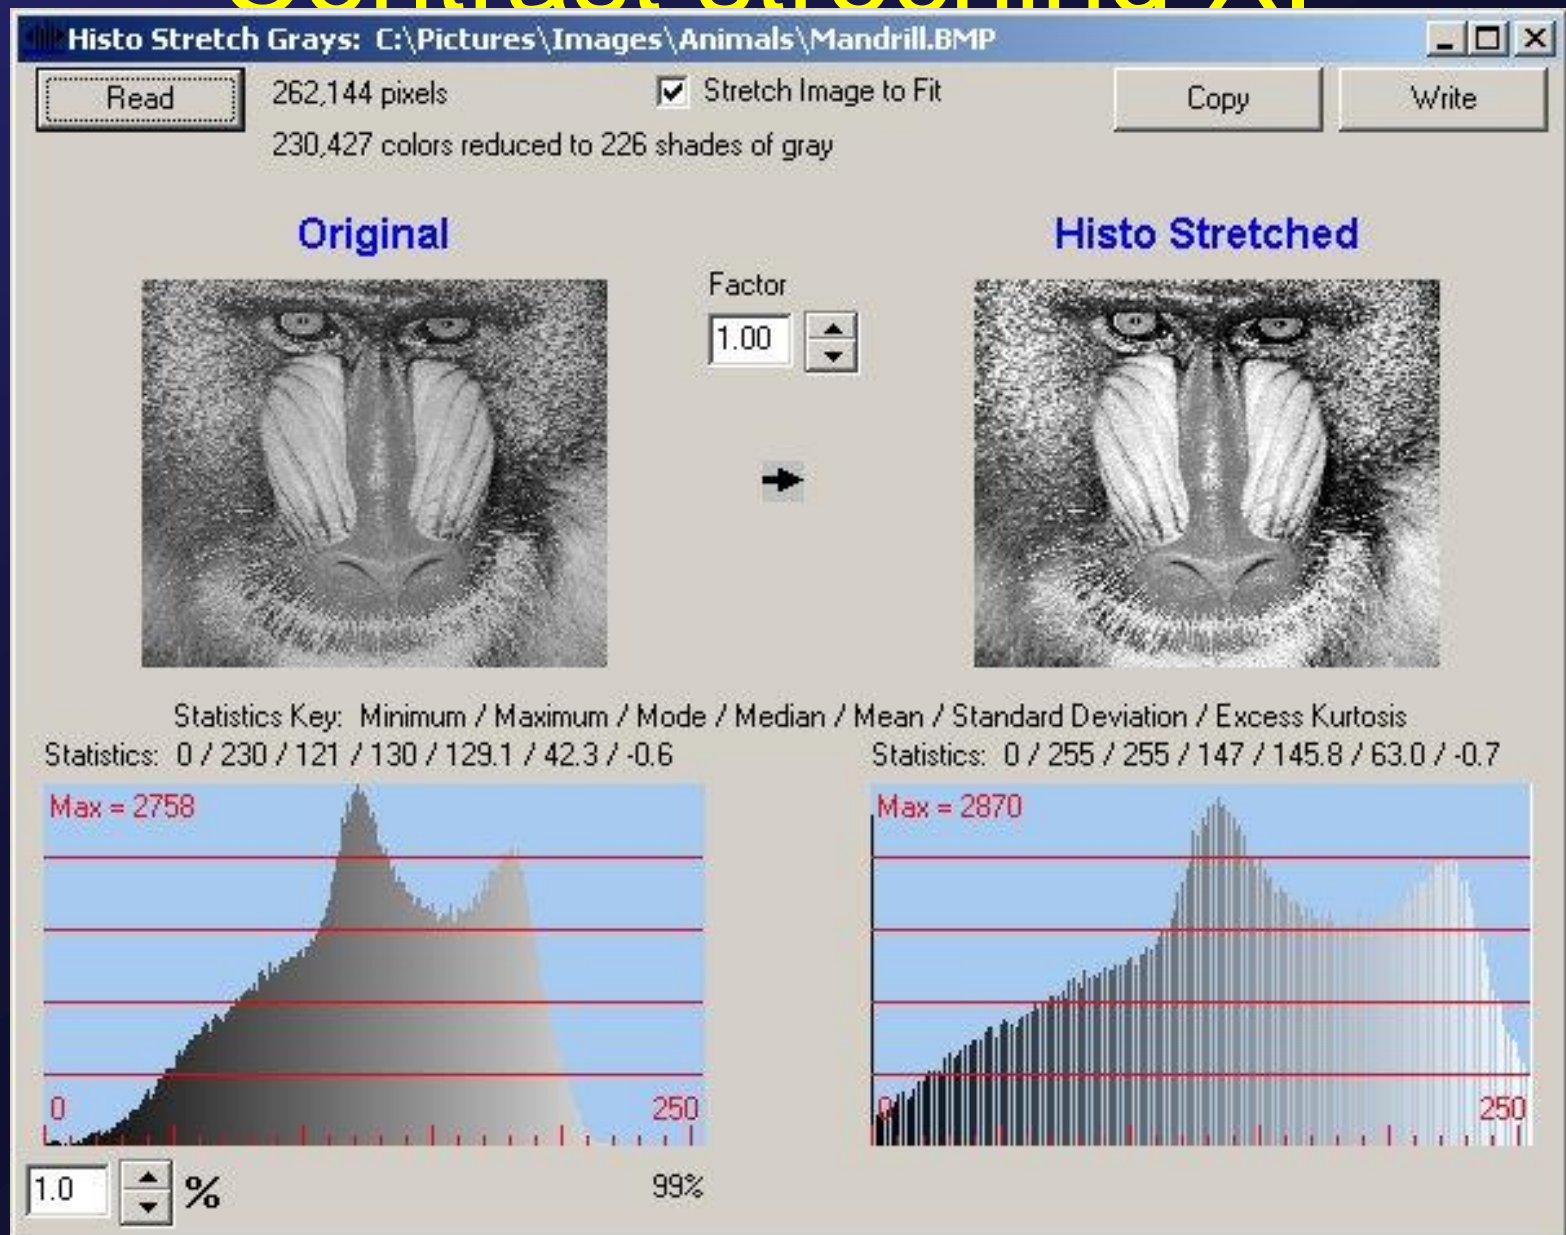 Contrast streching XI
Histo Stretch Grays: C:\Pictures\Images\Animals\Mandrill.BMP
Read
262,144 pixels
Stretch Image to Fit
Copy
Write
230,427 colors reduced to 226 shades of gray
Original
Histo Stretched
Factor
1.00
Statistics Key: Minimum / Maximum / Mode / Median / Mean / Standard Deviation / Excess Kurtosis
Statistics: 0 / 230 / 121 / 130 / 129.1 / 42.3 / -0.6
Statistics: 0 / 255 / 255 / 147 / 145.8 / 63.0 / -0.7
Max = 2758
Max = 2870
0
250
0
250
1.0
%
99%